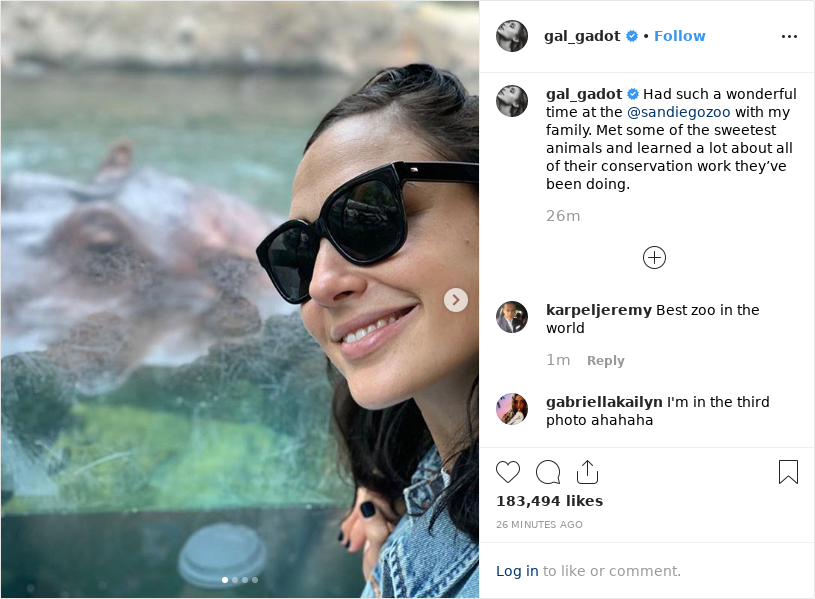 gal_gadot • Follow
gal_gadot Had such a wonderful
time at the @sandiegozoo with my
family. Met some of the sweetest
animals and learned a lot about all
of their conservation work they’ve
been doing.
26m
karpeljeremy Best zoo in the
world
1m Reply
gabriellakailyn I'm in the third
photo ahahaha
183,494 likes
26 MINUTES AGO
Log in to like or comment.